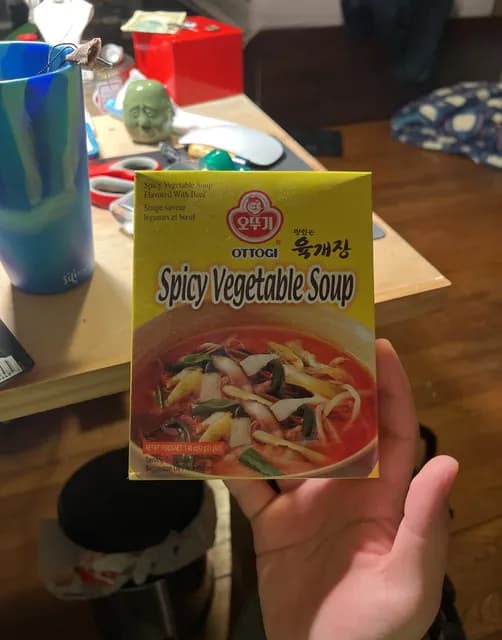 Spicy Vegetable Soup
Flavored With Beef
Soupe saveur
légumes et bœuf
오뚜기
OTTOGI
맛있는
육개장
Spicy Vegetable Soup